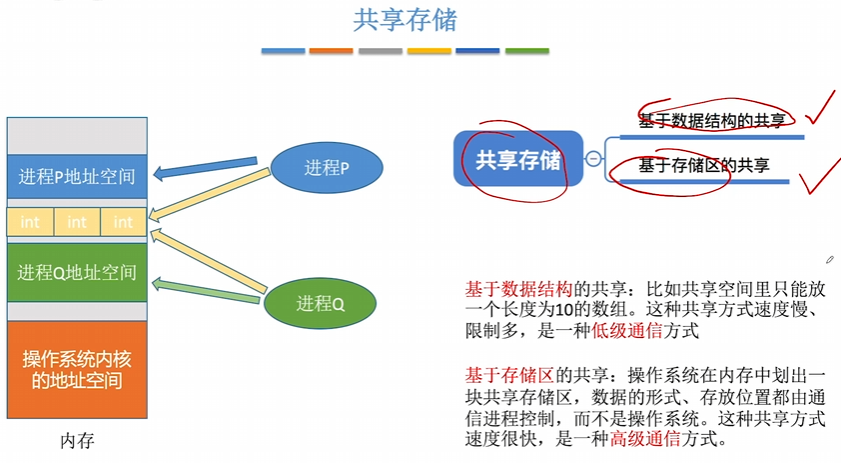 共享存储
进程P地址空间
int int int
进程Q地址空间
操作系统内核
的地址空间
内存
进程P
进程Q
共享存储
基于数据结构的共享
基于存储区的共享
基于数据结构的共享：比如共享空间里只能放
一个长度为10的数组。这种共享方式速度慢、
限制多，是一种低级通信方式
基于存储区的共享：操作系统在内存中划出一
块共享存储区，数据的形式、存放位置都由通
信进程控制，而不是操作系统。这种共享方式
速度很快，是一种高级通信方式。